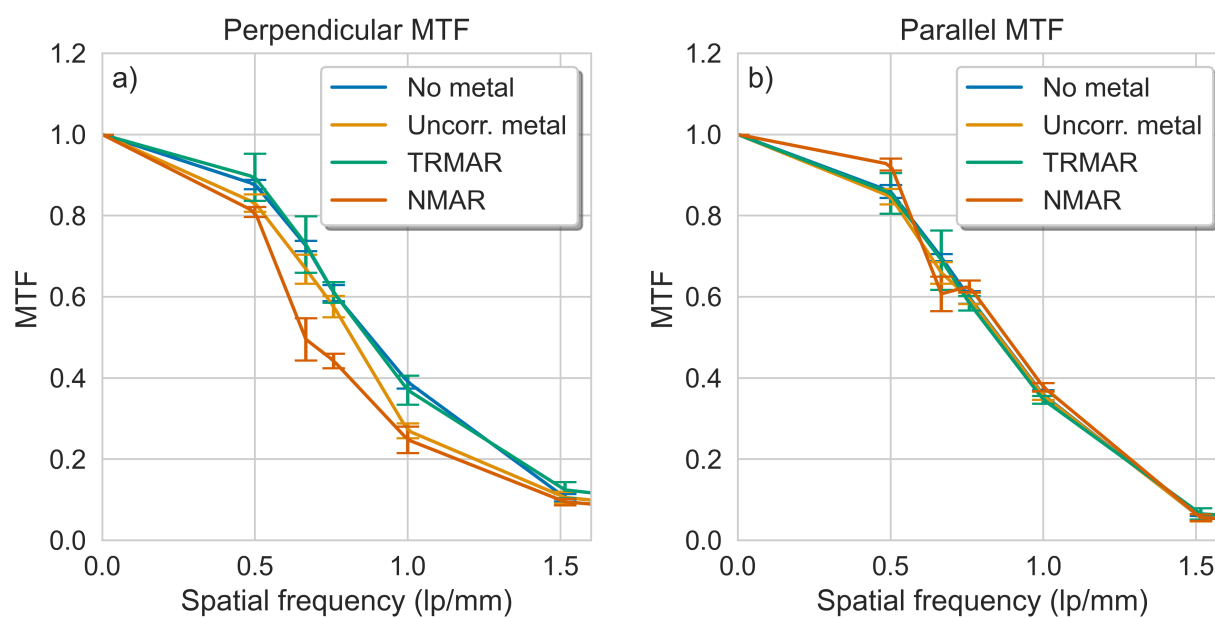 Perpendicular MTF
a)
No metal
Uncorr. metal
TRMAR
NMAR
MTF
1.2
1.0
0.8
0.6
0.4
0.2
0.0
0.0 0.5 1.0 1.5
Spatial frequency (lp/mm)
Parallel MTF
b)
No metal
Uncorr. metal
TRMAR
NMAR
MTF
1.2
1.0
0.8
0.6
0.4
0.2
0.0
0.0 0.5 1.0 1.5
Spatial frequency (lp/mm)